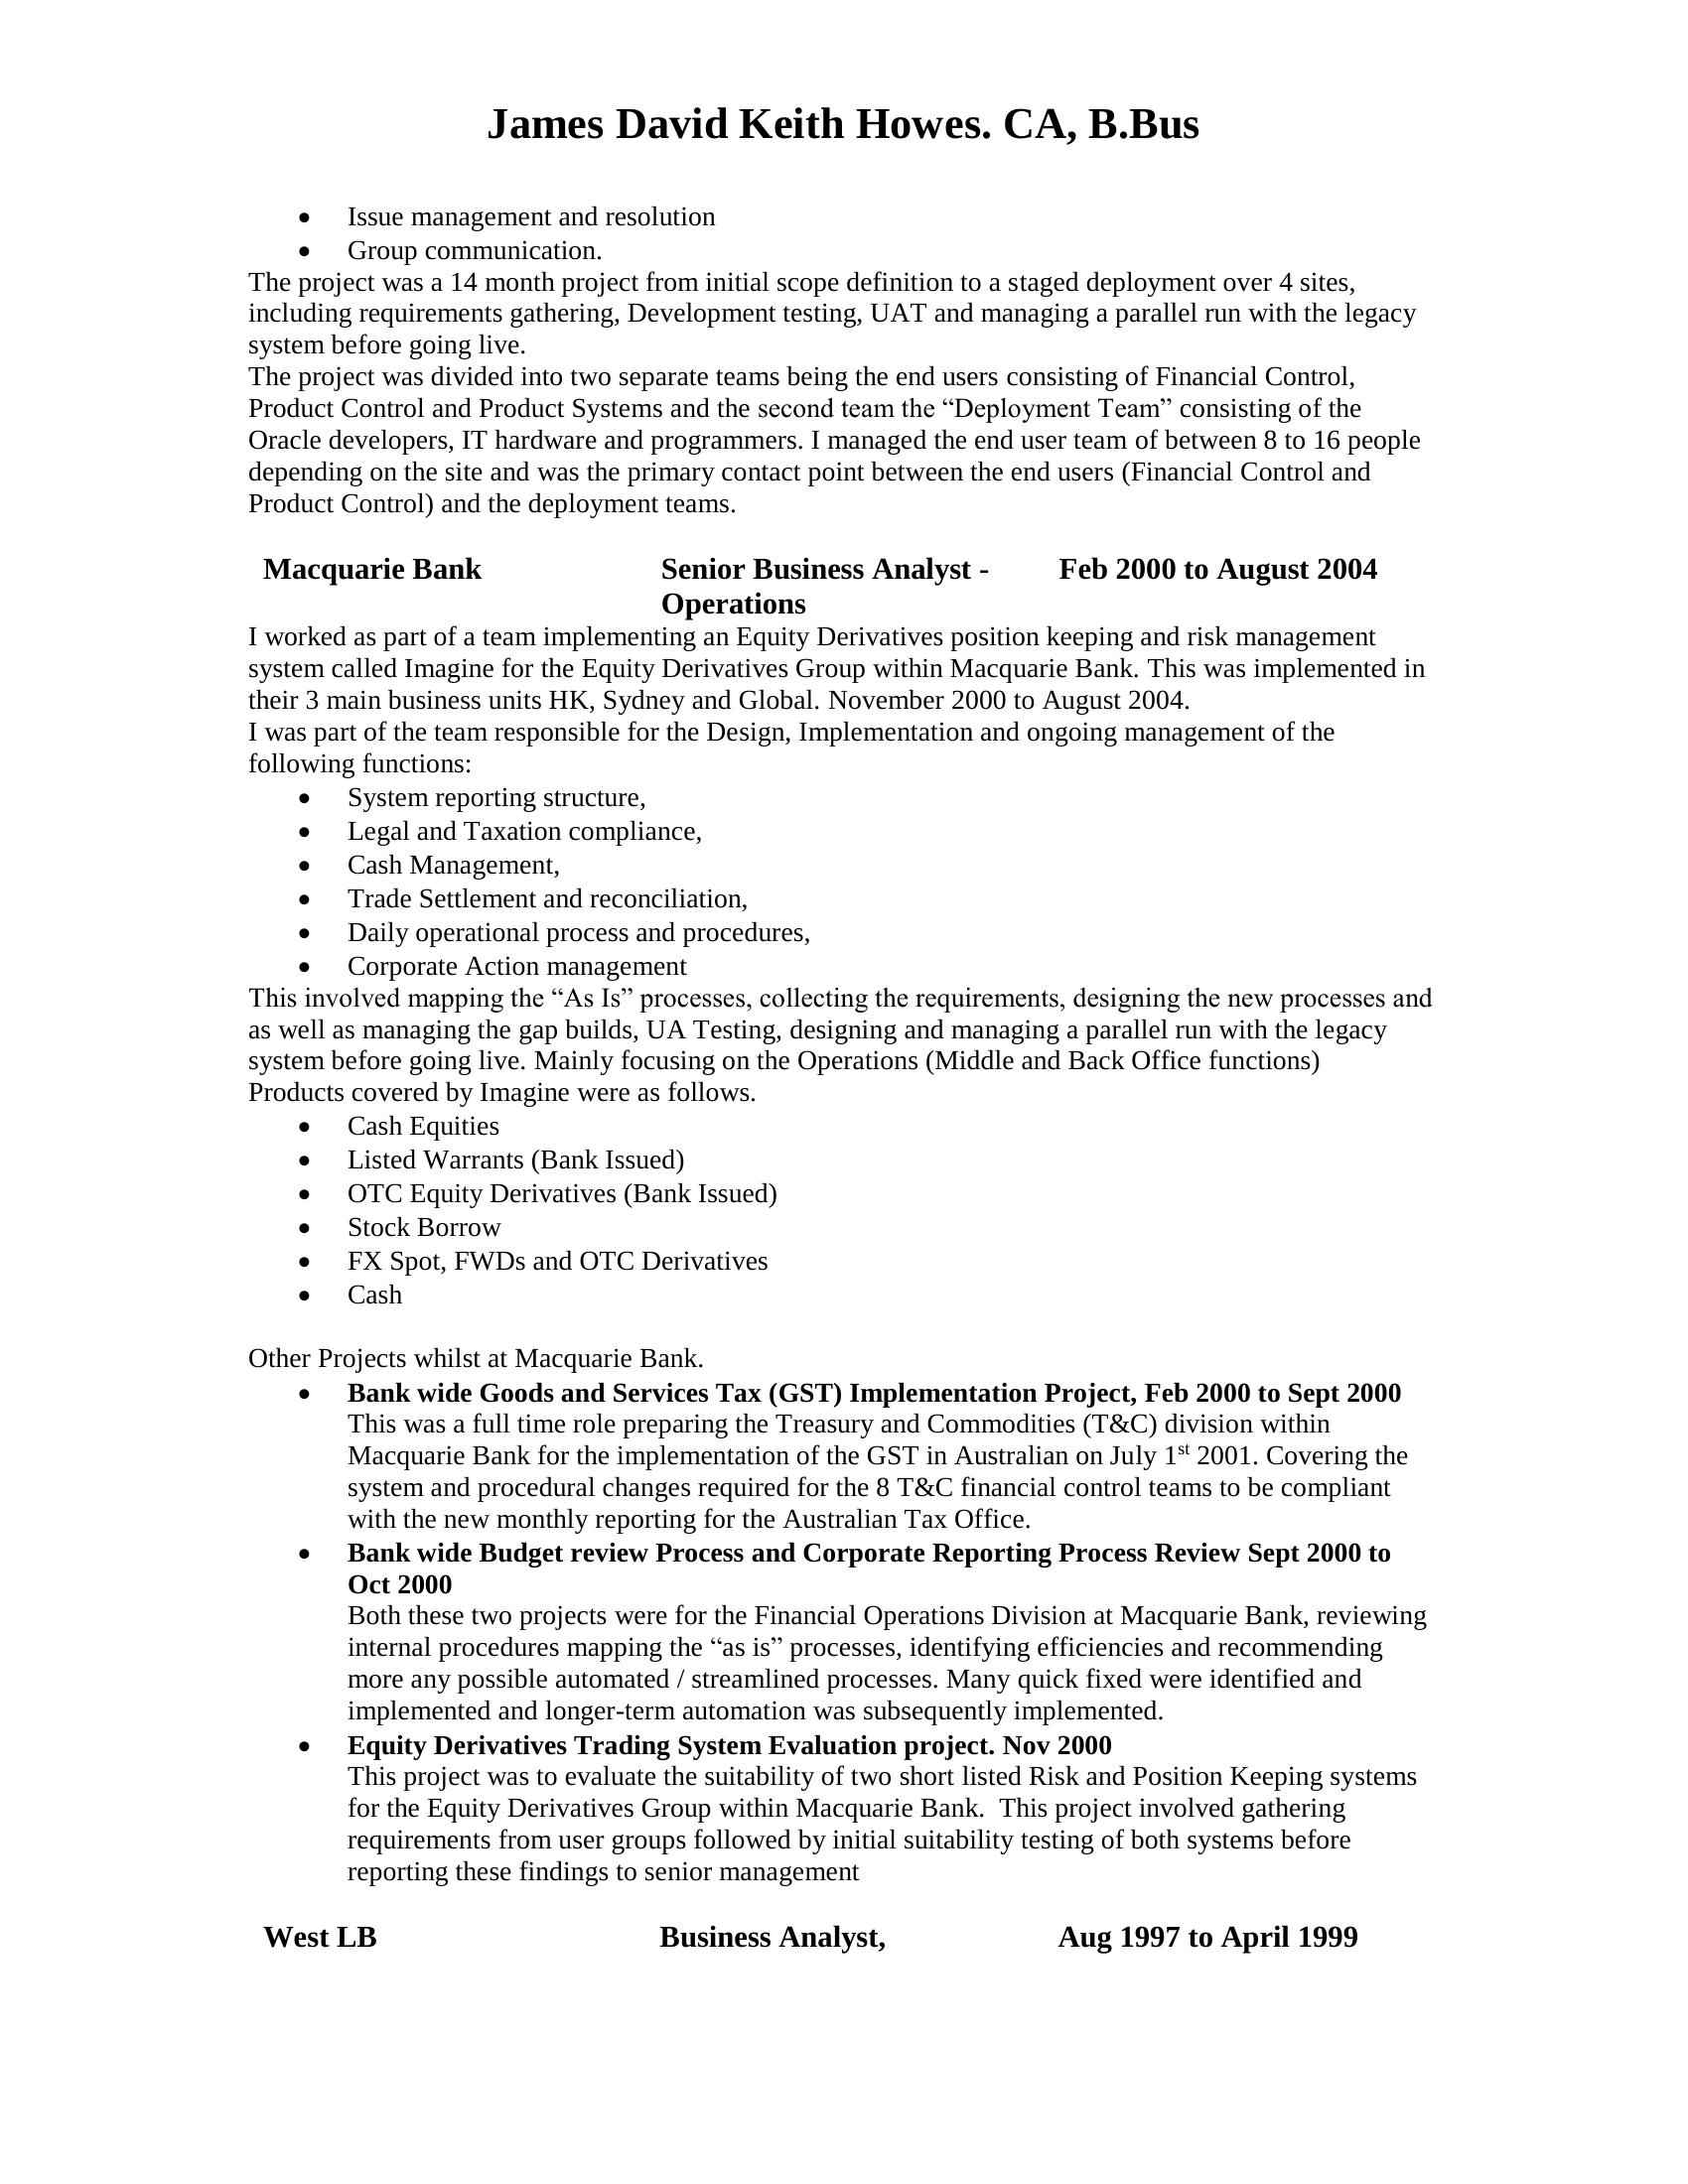 James David Keith Howes. CA, B.Bus
• Issue management and resolution
• Group communication.
The project was a 14 month project from initial scope definition to a staged deployment over 4 sites,
including requirements gathering, Development testing, UAT and managing a parallel run with the legacy
system before going live.
The project was divided into two separate teams being the end users consisting of Financial Control,
Product Control and Product Systems and the second team the “Deployment Team” consisting of the
Oracle developers, IT hardware and programmers. I managed the end user team of between 8 to 16 people
depending on the site and was the primary contact point between the end users (Financial Control and
Product Control) and the deployment teams.
Macquarie Bank Senior Business Analyst - Feb 2000 to August 2004
Operations
I worked as part of a team implementing an Equity Derivatives position keeping and risk management
system called Imagine for the Equity Derivatives Group within Macquarie Bank. This was implemented in
their 3 main business units HK, Sydney and Global. November 2000 to August 2004.
I was part of the team responsible for the Design, Implementation and ongoing management of the
following functions:
• System reporting structure,
• Legal and Taxation compliance,
• Cash Management,
• Trade Settlement and reconciliation,
• Daily operational process and procedures,
• Corporate Action management
This involved mapping the “As Is” processes, collecting the requirements, designing the new processes and
as well as managing the gap builds, UA Testing, designing and managing a parallel run with the legacy
system before going live. Mainly focusing on the Operations (Middle and Back Office functions)
Products covered by Imagine were as follows.
• Cash Equities
• Listed Warrants (Bank Issued)
• OTC Equity Derivatives (Bank Issued)
• Stock Borrow
• FX Spot, FWDs and OTC Derivatives
• Cash
Other Projects whilst at Macquarie Bank.
• Bank wide Goods and Services Tax (GST) Implementation Project, Feb 2000 to Sept 2000
This was a full time role preparing the Treasury and Commodities (T&C) division within
Macquarie Bank for the implementation of the GST in Australian on July 1st 2001. Covering the
system and procedural changes required for the 8 T&C financial control teams to be compliant
with the new monthly reporting for the Australian Tax Office.
• Bank wide Budget review Process and Corporate Reporting Process Review Sept 2000 to
Oct 2000
Both these two projects were for the Financial Operations Division at Macquarie Bank, reviewing
internal procedures mapping the “as is” processes, identifying efficiencies and recommending
more any possible automated / streamlined processes. Many quick fixed were identified and
implemented and longer-term automation was subsequently implemented.
• Equity Derivatives Trading System Evaluation project. Nov 2000
This project was to evaluate the suitability of two short listed Risk and Position Keeping systems
for the Equity Derivatives Group within Macquarie Bank.  This project involved gathering
requirements from user groups followed by initial suitability testing of both systems before
reporting these findings to senior management
West LB Business Analyst, Aug 1997 to April 1999